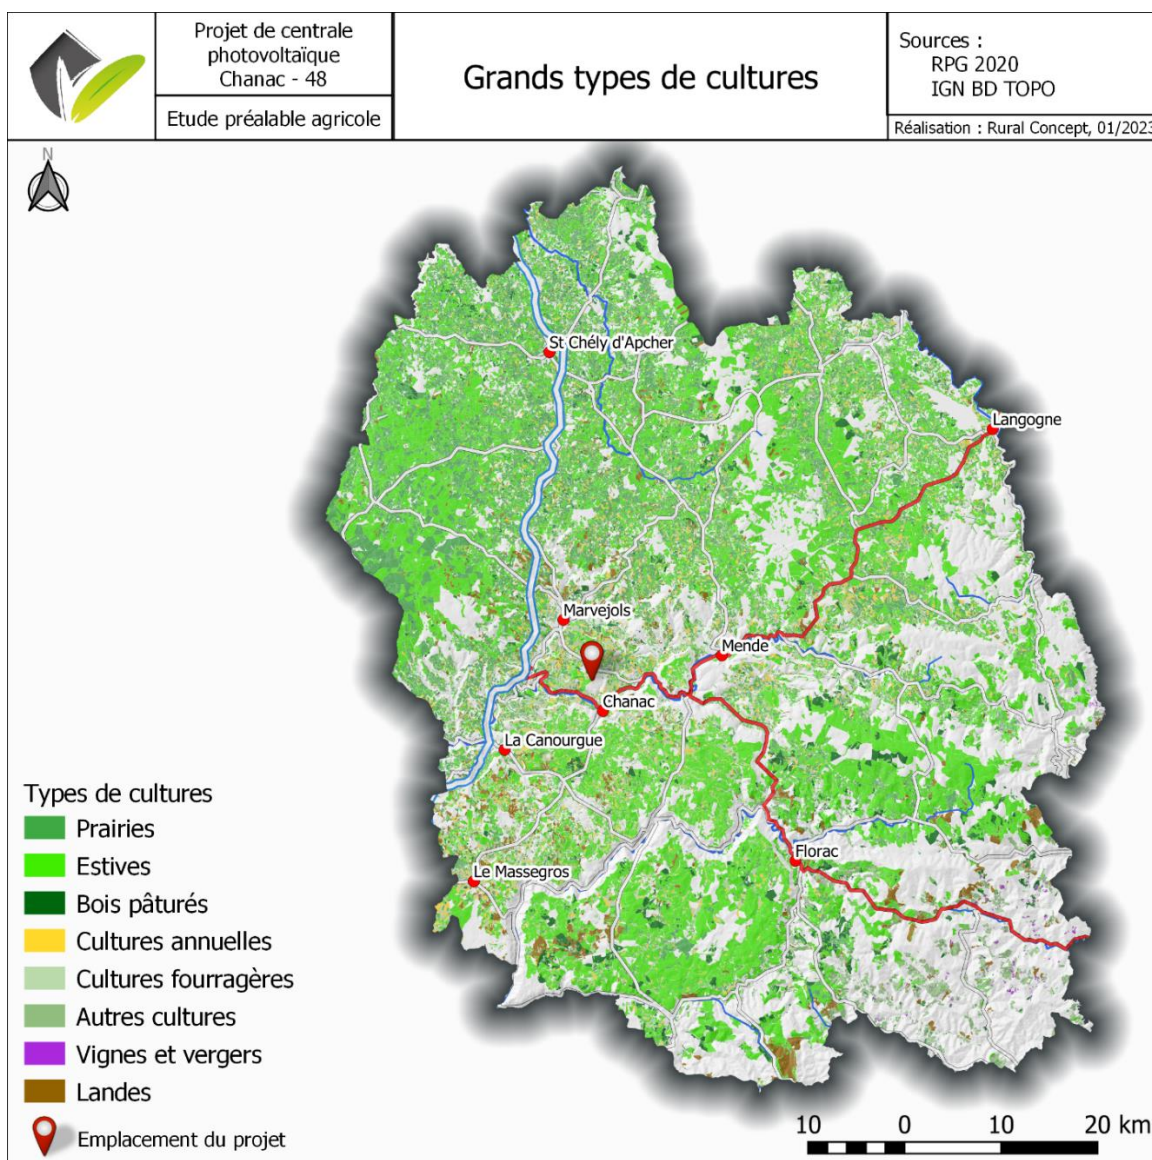 Projet de centrale
photovoltaïque
Chanac - 48
Etude préalable agricole
Grands types de cultures
Sources :
RPG 2020
IGN BD TOPO
Réalisation : Rural Concept, 01/2023
N
St Chély d'Apcher
Langogne
Marvejols
Mende
Chanac
La Canourgue
Florac
Le Massegros
Types de cultures
Prairies
Estives
Bois pâturés
Cultures annuelles
Cultures fourragères
Autres cultures
Vignes et vergers
Landes
Emplacement du projet
10 0 10 20 km